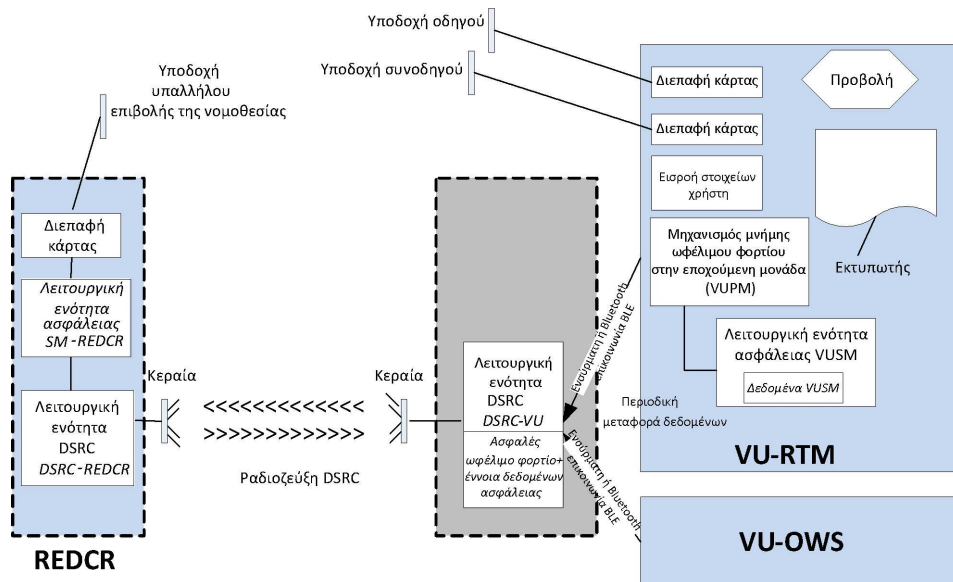 Υποδοχή οδηγού
Υποδοχή συνοδηγού
Υποδοχή
υπαλλήλου
επιβολής της νομοθεσίας
Διεπαφή
κάρτας
Λειτουργική
ενότητα
ασφάλειας
SM-REDCR
Λειτουργική
ενότητα
DSRC
DSRC-REDCR
REDCR
Κεραία
<<<<<<<<<<<<<<
>>>>>>>>>>>>>>
Ραδιοζεύξη DSRC
Κεραία
Λειτουργική
ενότητα
DSRC
DSRC-VU
Ασφαλές
ωφέλιμο φορτίο+
έννοια δεδομένων
ασφάλειας
Ενσύρματη ή Bluetooth
επικοινωνία BLE
Ενσύρματη ή Bluetooth
επικοινωνία BLE
Περιοδική
μεταφορά δεδομένων
Διεπαφή κάρτας
Διεπαφή κάρτας
Εισροή στοιχείων
χρήστη
Μηχανισμός μνήμης
ωφέλιμου φορτίου
στην εποχούμενη μονάδα
(VUPM)
Προβολή
Εκτυπωτής
Λειτουργική ενότητα
ασφάλειας VUSM
Δεδομένα VUSM
VU-RTM
VU-OWS